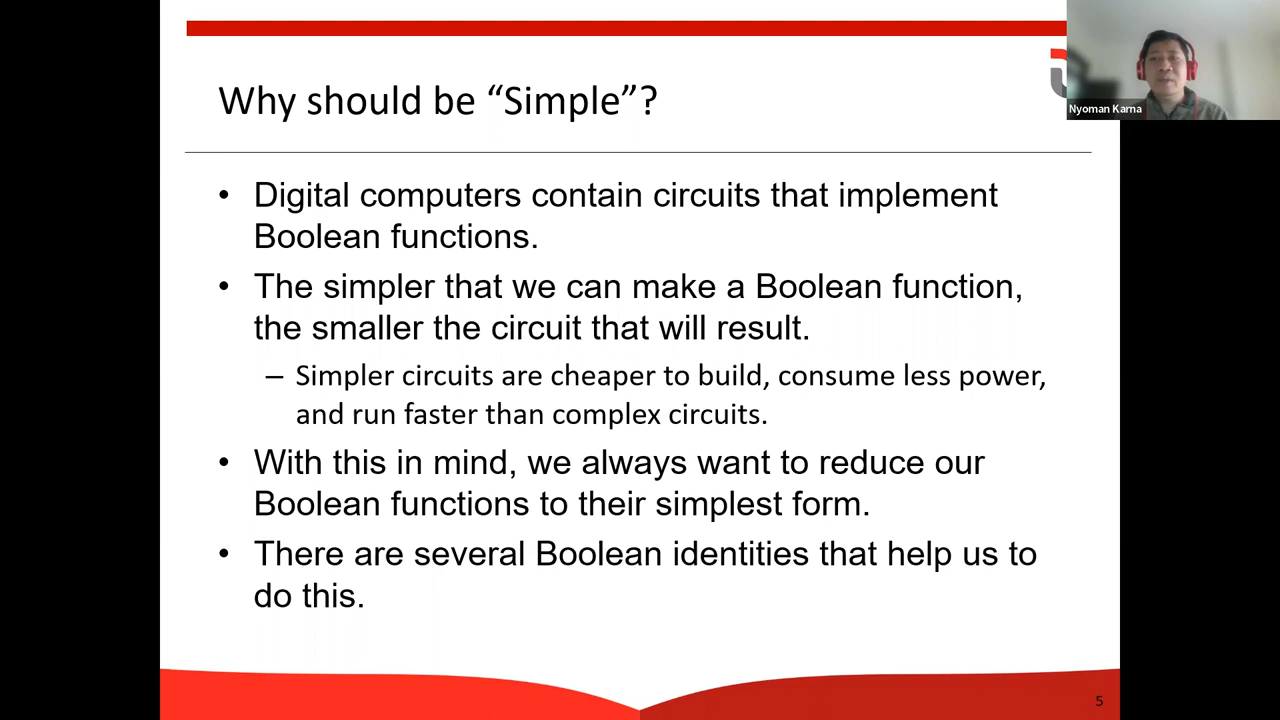 Why should be “Simple”?
Nyoman Karna
• Digital computers contain circuits that implement
Boolean functions.
• The simpler that we can make a Boolean function,
the smaller the circuit that will result.
– Simpler circuits are cheaper to build, consume less power,
and run faster than complex circuits.
• With this in mind, we always want to reduce our
Boolean functions to their simplest form.
• There are several Boolean identities that help us to
do this.
5